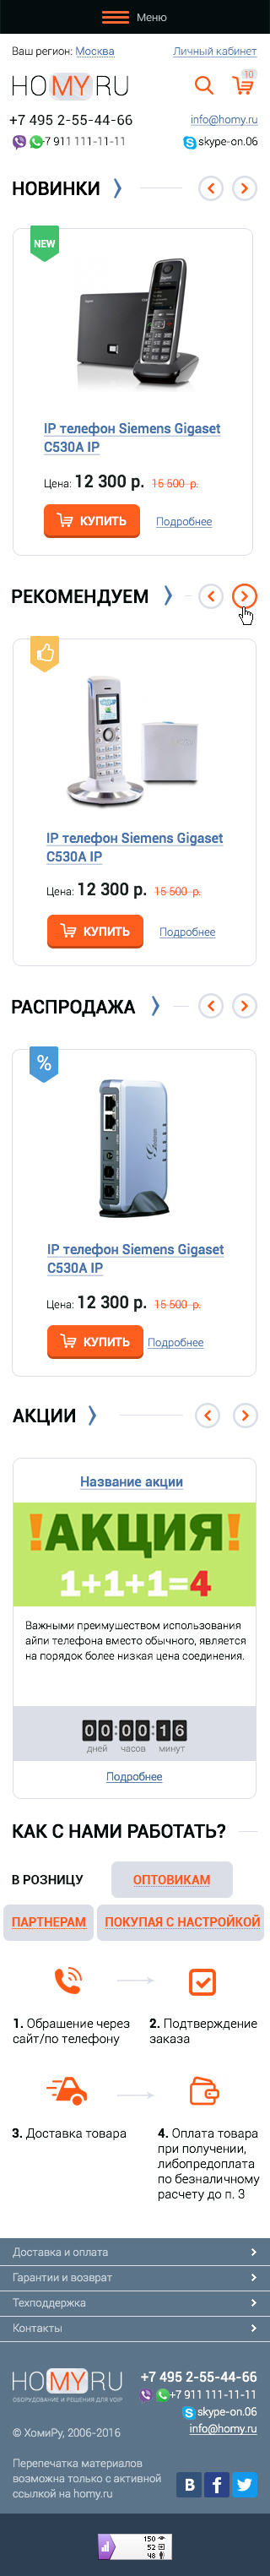 Меню
Ваш регион: Москва Личный кабинет
HOMYRU 10
+7 495 2-55-44-66 info@homy.ru
+7 911 111-11-11 skype-on.06
НОВИНКИ
NEW
IP телефон Siemens Gigaset
C530A IP
Цена: 12 300 р. 15 500 р.
КУПИТЬ Подробнее
РЕКОМЕНДУЕМ
IP телефон Siemens Gigaset
C530A IP
Цена: 12 300 р. 15 500 р.
КУПИТЬ Подробнее
РАСПРОДАЖА
%
IP телефон Siemens Gigaset
C530A IP
Цена: 12 300 р. 15 500 р.
КУПИТЬ Подробнее
АКЦИИ
Название акции
!АКЦИЯ!
1+1+1=4
Важными преимуществом использования
айпи телефона вместо обычного, является
на порядок более низкая цена соединения.
00:00:16
дней часов минут
Подробнее
КАК С НАМИ РАБОТАТЬ?
В РОЗНИЦУ ОПТОВИКАМ
ПАРТНЕРАМ ПОКУПАЯ С НАСТРОЙКОЙ
1. Обращение через
сайт/по телефону
2. Подтверждение
заказа
3. Доставка товара
4. Оплата товара
при получении,
либопредоплата
по безналичному
расчету до п. 3
Доставка и оплата
Гарантии и возврат
Техподдержка
Контакты
HOMYRU
ОБОРУДОВАНИЕ И РЕШЕНИЯ ДЛЯ VOIP
+7 495 2-55-44-66
+7 911 111-11-11
skype-on.06
info@homy.ru
© ХомиРу, 2006-2016
Перепечатка материалов
возможна только с активной
ссылкой на homy.ru
B f
150
52
48